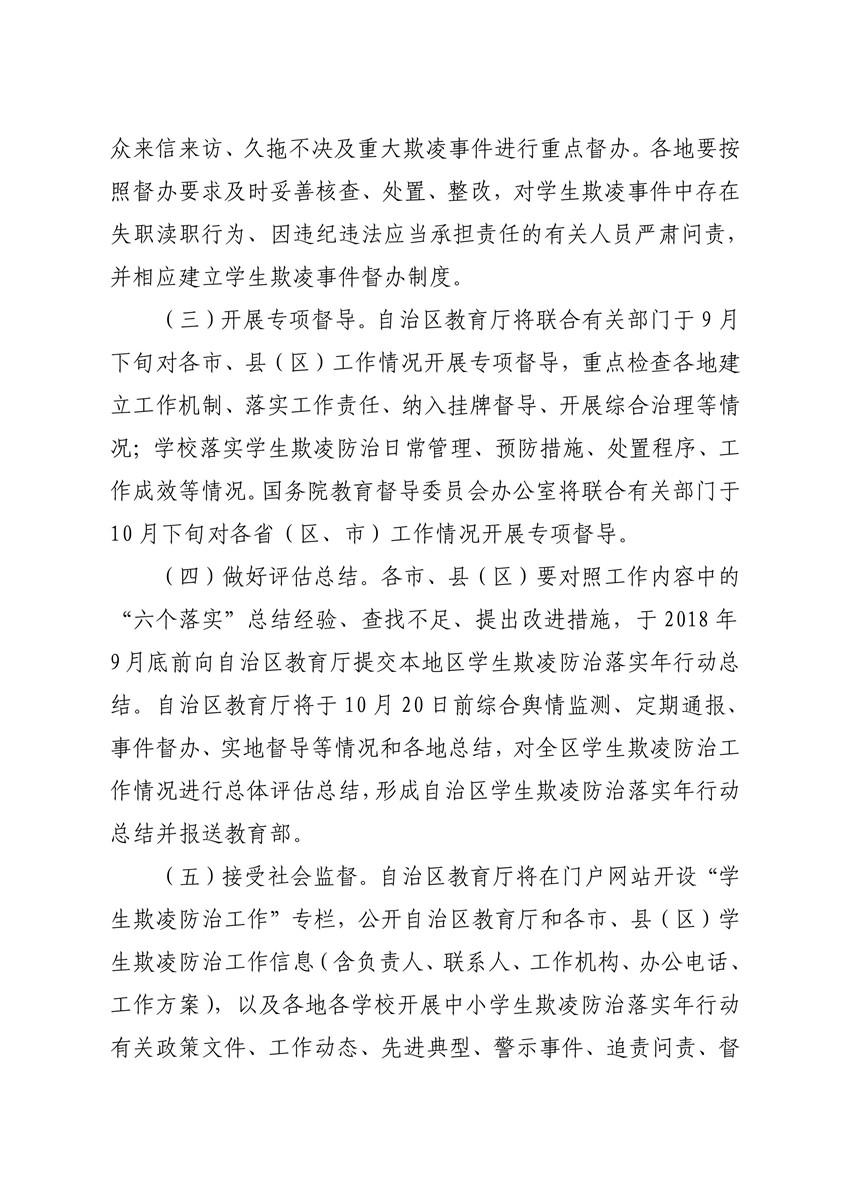 众来信来访、久拖不决及重大欺凌事件进行重点督办。各地要按
照督办要求及时妥善核查、处置、整改，对学生欺凌事件中存在
失职渎职行为、因违纪违法应当承担责任的有关人员严肃问责，
并相应建立学生欺凌事件督办制度。
（三）开展专项督导。自治区教育厅将联合有关部门于 9 月
下旬对各市、县（区）工作情况开展专项督导，重点检查各地建
立工作机制、落实工作责任、纳入挂牌督导、开展综合治理等情
况；学校落实学生欺凌防治日常管理、预防措施、处置程序、工
作成效等情况。国务院教育督导委员会办公室将联合有关部门于
10 月下旬对各省（区、市）工作情况开展专项督导。
（四）做好评估总结。各市、县（区）要对照工作内容中的
“六个落实”总结经验、查找不足、提出改进措施，于 2018 年
9 月底前向自治区教育厅提交本地区学生欺凌防治落实年行动总
结。自治区教育厅将于 10 月 20 日前综合舆情监测、定期通报、
事件督办、实地督导等情况和各地总结，对全区学生欺凌防治工
作情况进行总体评估总结，形成自治区学生欺凌防治落实年行动
总结并报送教育部。
（五）接受社会监督。自治区教育厅将在门户网站开设“学
生欺凌防治工作”专栏，公开自治区教育厅和各市、县（区）学
生欺凌防治工作信息（含负责人、联系人、工作机构、办公电话、
工作方案），以及各地各学校开展中小学生欺凌防治落实年行动
有关政策文件、工作动态、先进典型、警示事件、追责问责、督